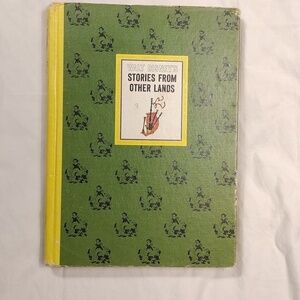 WALT DISNEY'S
STORIES FROM
OTHER LANDS